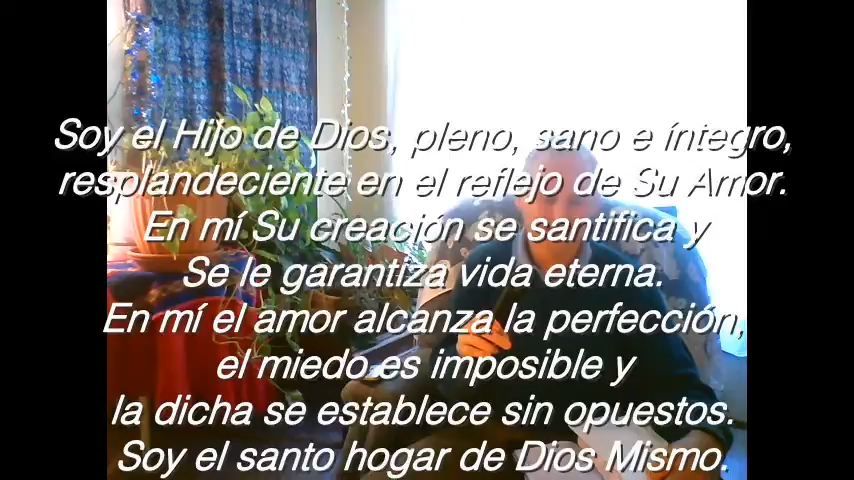 Soy el Hijo de Dios, pleno, sano e íntegro,
resplandeciente en el reflejo de Su Amor.
En mí Su creación se santifica y
Se le garantiza vida eterna.
En mí el amor alcanza la perfección,
el miedo es imposible y
la dicha se establece sin opuestos.
Soy el santo hogar de Dios Mismo.